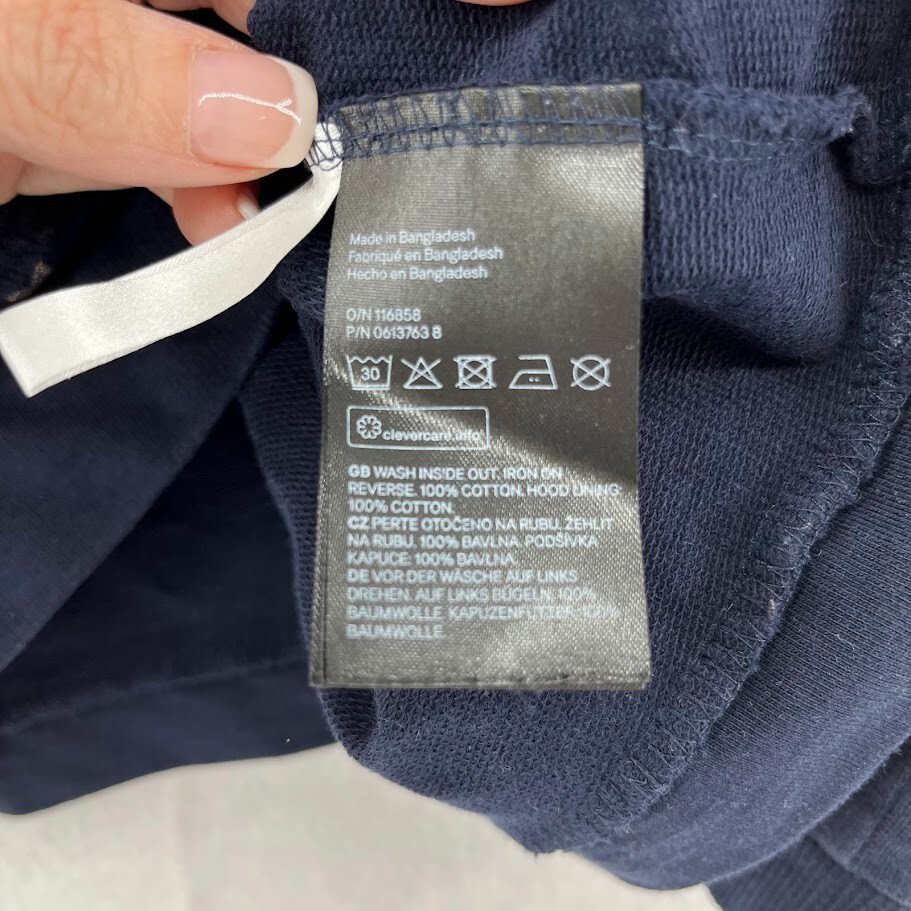 Made in Bangladesh
Fabriqué en Bangladesh
Hecho en Bangladesh
O/N 116858
P/N 0613763 8
30
clevercare.info
GB WASH INSIDE OUT. IRON ON
REVERSE. 100% COTTON. HOOD LINING:
100% COTTON.
CZ PERTE OTOČENO NA RUBU. ŽEHLIT
NA RUBU. 100% BAVLNA. PODŠÍVKA
KAPUCE: 100% BAVLNA.
DE VOR DER WÄSCHE AUF LINKS
DREHEN. AUF LINKS BÜGELN. 100%
BAUMWOLLE. KAPUZENFUTTER: 100%
BAUMWOLLE.